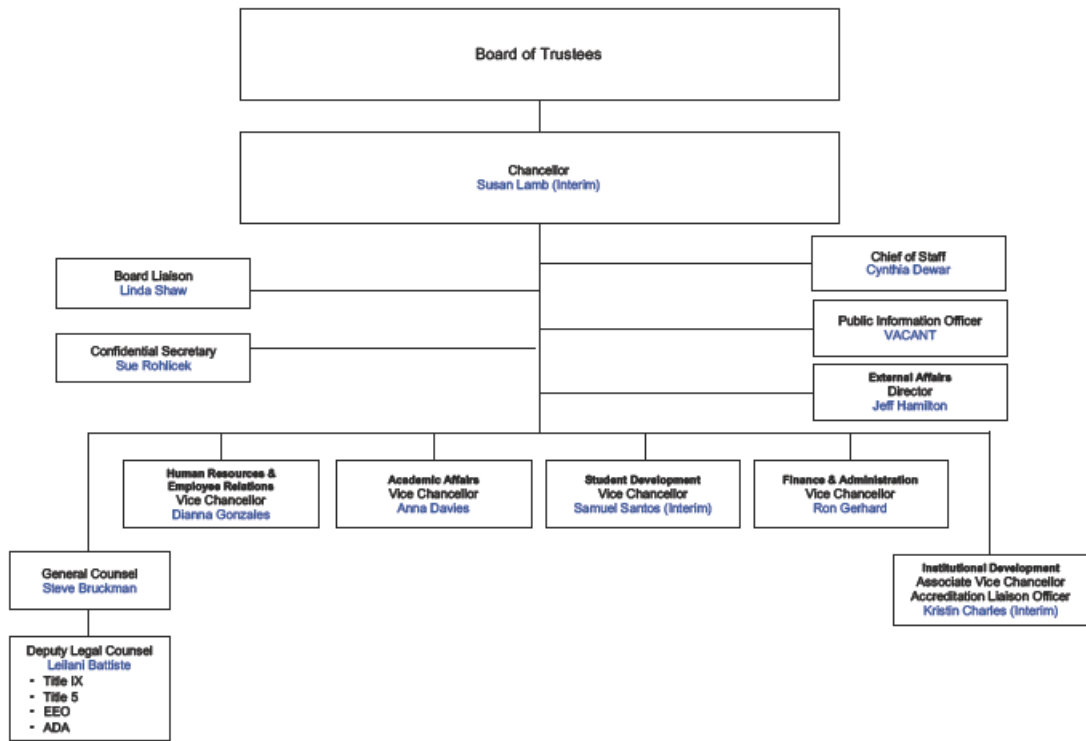 Board of Trustees
Chancellor
Susan Lamb (Interim)
Board Liaison
Linda Shaw
Chief of Staff
Cynthia Dewar
Confidential Secretary
Sue Rohlicek
Public Information Officer
VACANT
External Affairs
Director
Jeff Hamilton
Human Resources &
Employee Relations
Vice Chancellor
Dianna Gonzales
Academic Affairs
Vice Chancellor
Anna Davies
Student Development
Vice Chancellor
Samuel Santos (Interim)
Finance & Administration
Vice Chancellor
Ron Gerhard
General Counsel
Steve Bruckman
Institutional Development
Associate Vice Chancellor
Accreditation Liaison Officer
Kristin Charles (Interim)
Deputy Legal Counsel
Leilani Battiste
- Title IX
- Title 5
- EEO
- ADA